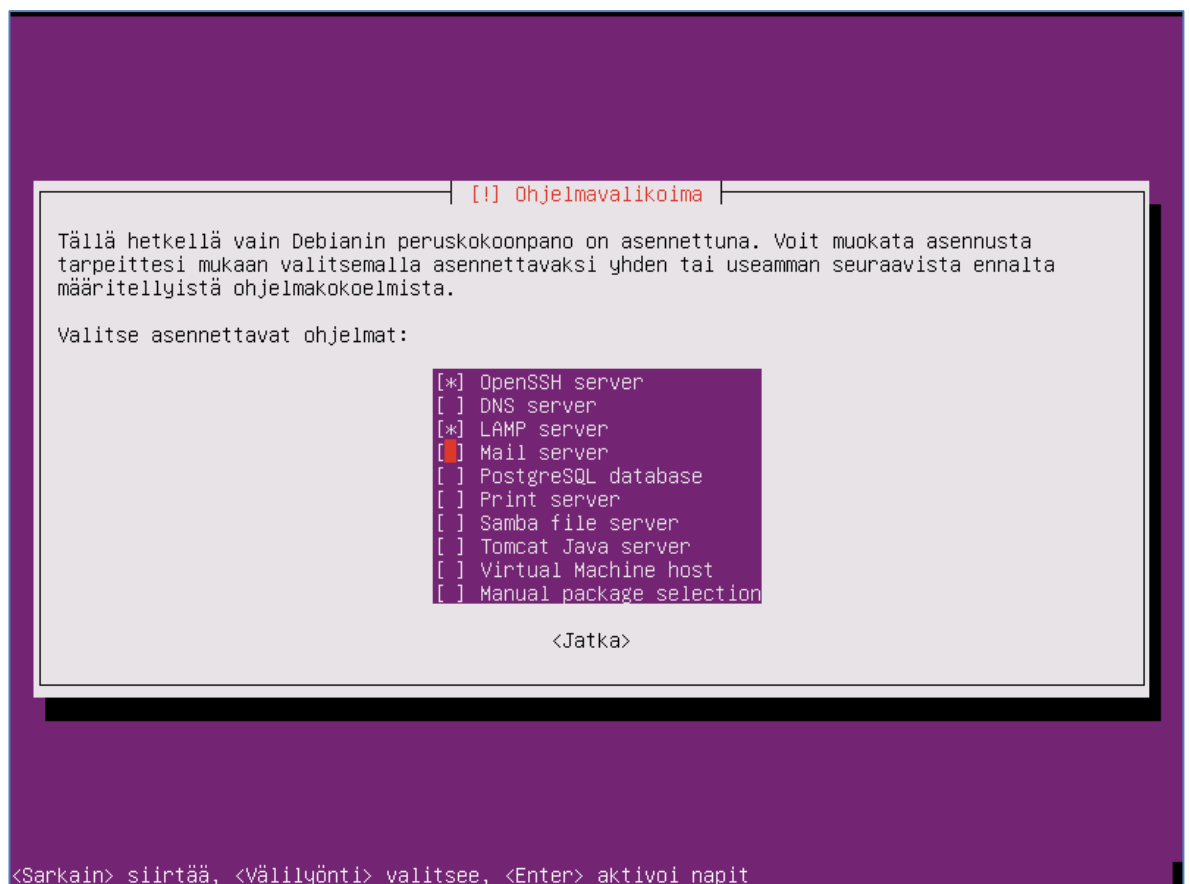 [!] Ohjelmavalikoima
Tällä hetkellä vain Debianin peruskokoonpano on asennettuna. Voit muokata asennusta
tarpeittesi mukaan valitsemalla asennettavaksi yhden tai useamman seuraavista ennalta
määritellyistä ohjelmakokoelmista.
Valitse asennettavat ohjelmat:
[*] OpenSSH server
[ ] DNS server
[*] LAMP server
[ ] Mail server
[ ] PostgreSQL database
[ ] Print server
[ ] Samba file server
[ ] Tomcat Java server
[ ] Virtual Machine host
[ ] Manual package selection
<Jatka>
<Sarkain> siirtää, <Välilyönti> valitsee, <Enter> aktivoi napit